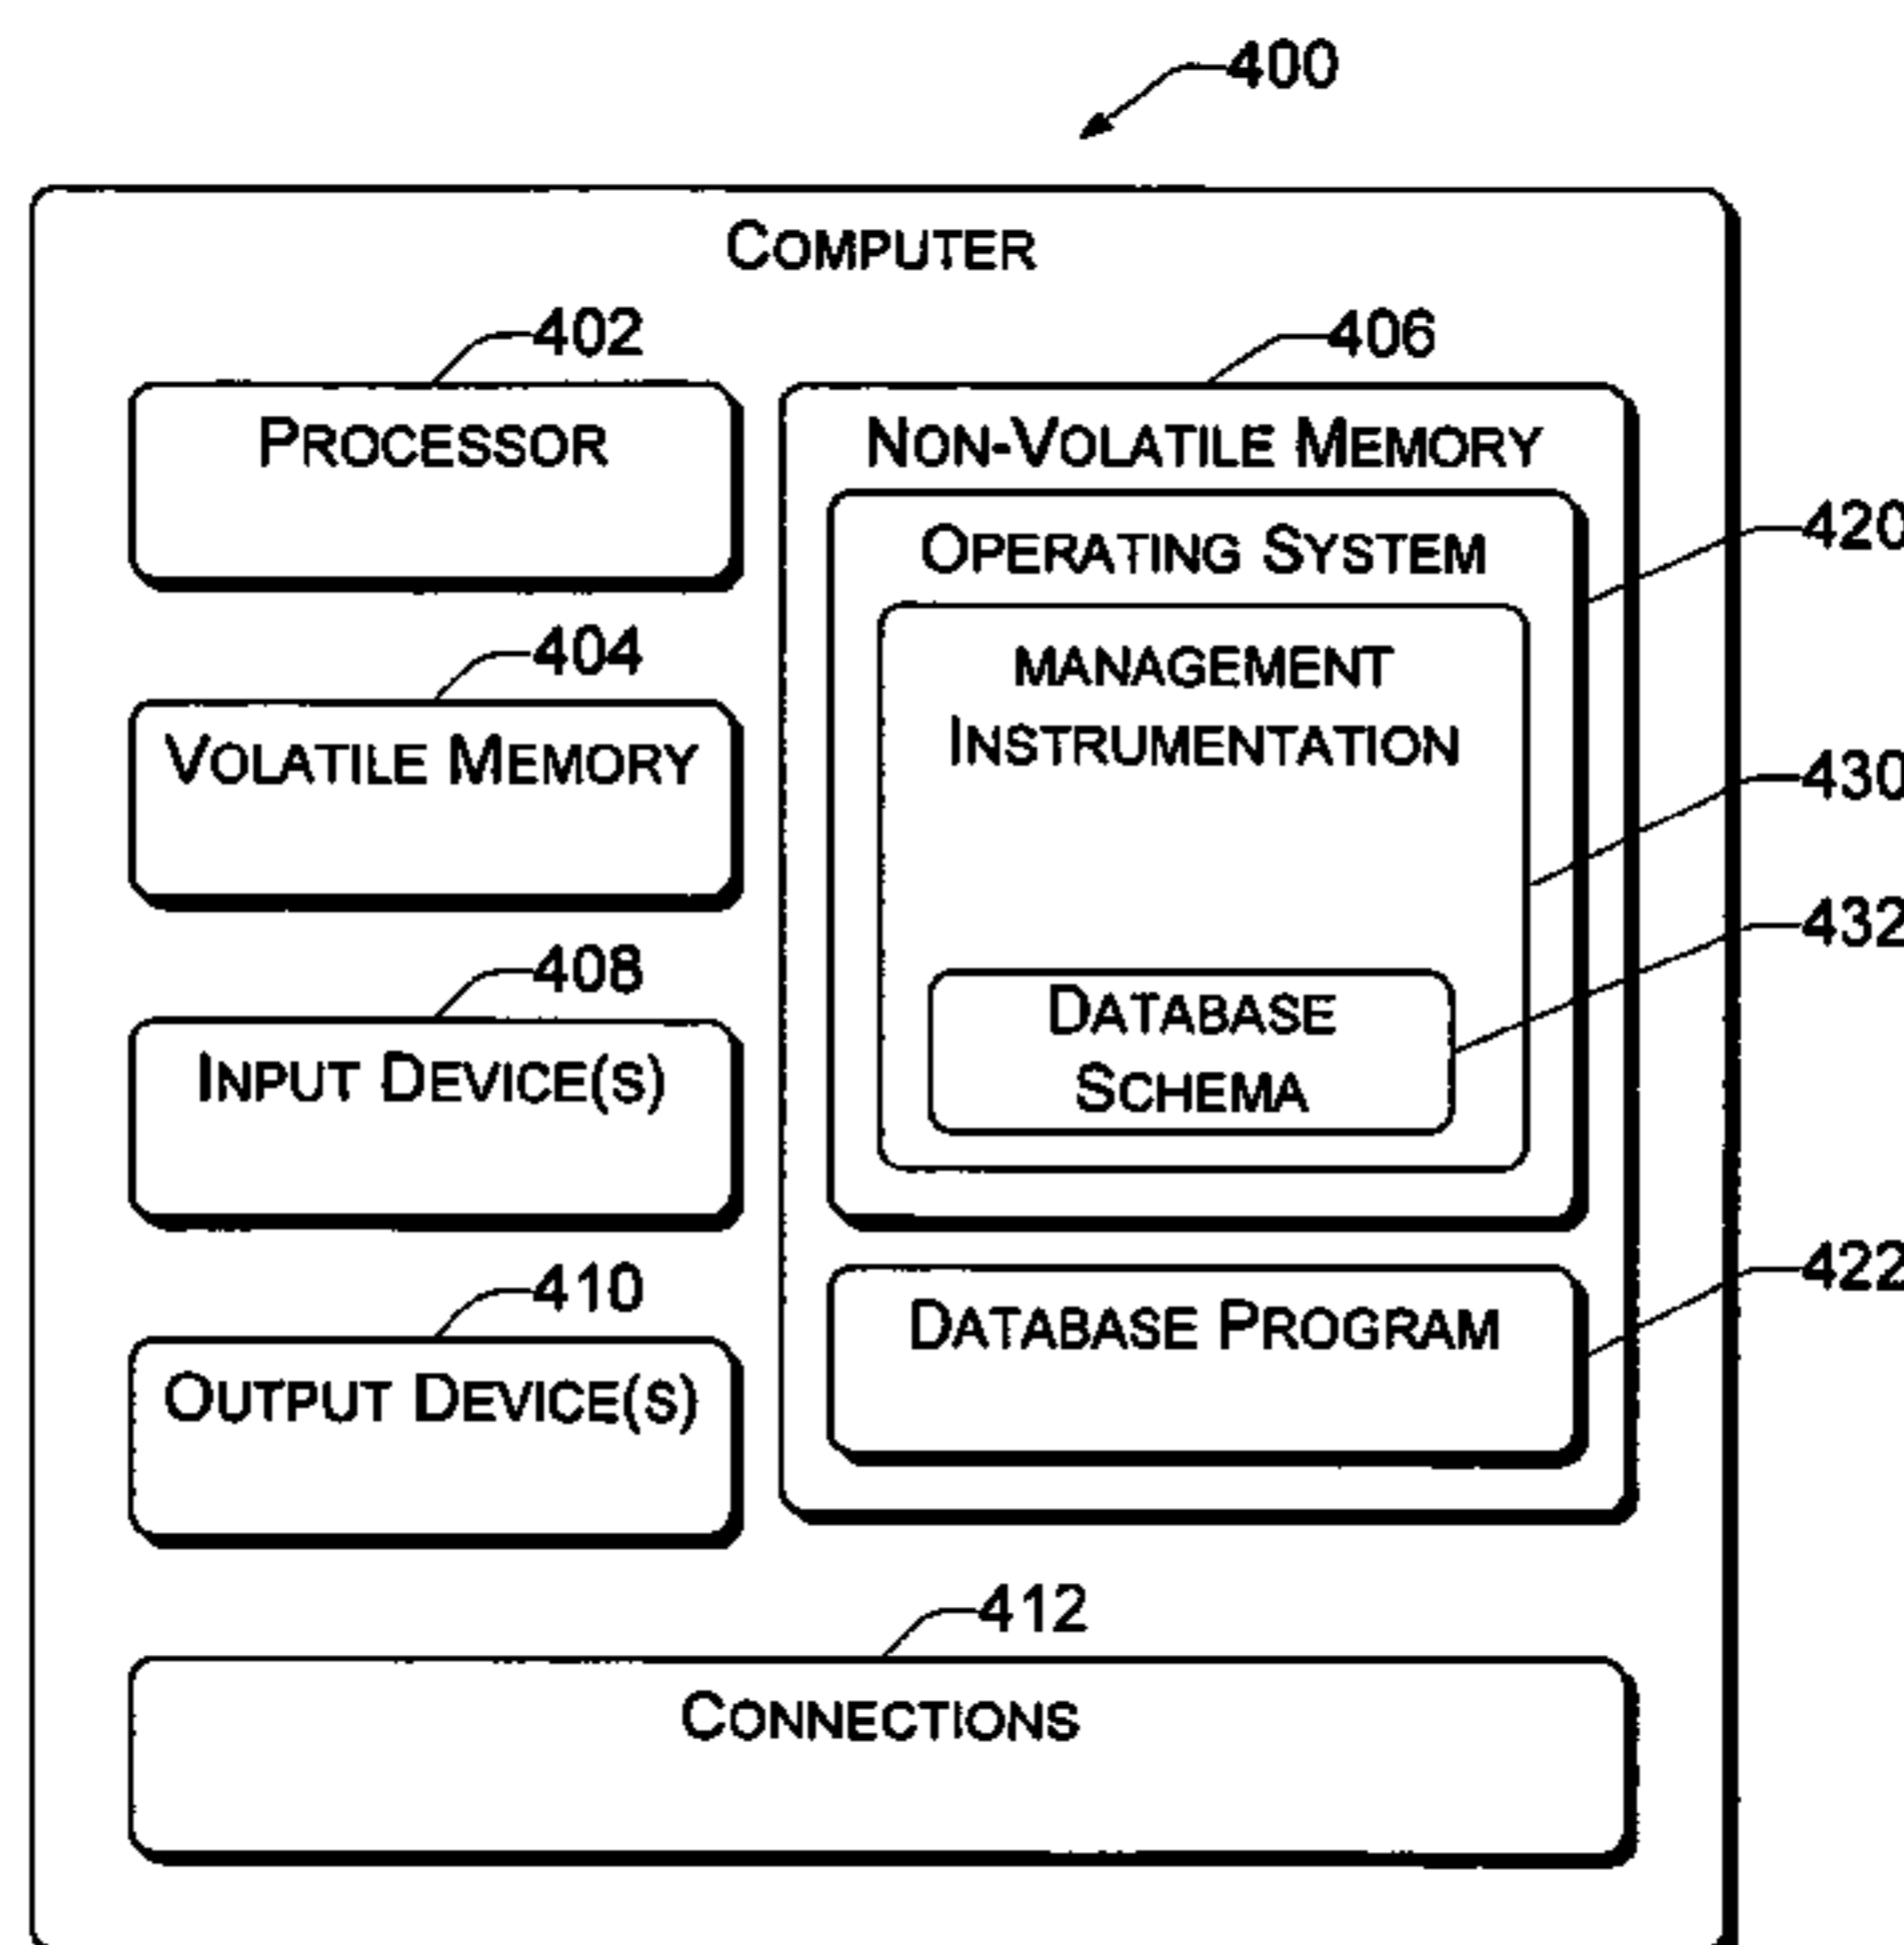 400
COMPUTER
402
PROCESSOR
404
VOLATILE MEMORY
408
INPUT DEVICE(S)
410
OUTPUT DEVICE(S)
406
NON-VOLATILE MEMORY
420
OPERATING SYSTEM
MANAGEMENT
INSTRUMENTATION
430
432
DATABASE
SCHEMA
422
DATABASE PROGRAM
412
CONNECTIONS